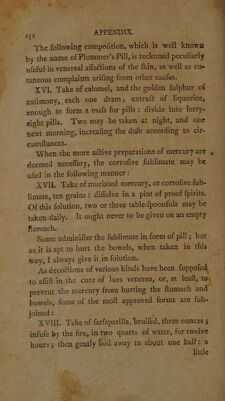 252
APPENDIX.
The following composition, which is well known
by the name of Plummer's Pill, is reckoned peculiarly
useful in venereal affections of the skin, as well as cu-
taneous complaints arising from other causes.
XVI. Take of calomel, and the golden sulphur of
antimony, each one dram; extract of liquorice,
enough to form a mass for pills: divide into forty-
eight pills. Two may be taken at night, and one
next morning, increasing the dose according to cir-
cumstances.
When the more active preparations of mercury are
deemed necessary, the corrosive sublimate may be
used in the following manner:
XVII. Take of muriated mercury, or corrosive sub-
limate, ten grains: dissolve in a pint of proof spirits.
Of this solution, two or three table-spoonsfuls may be
taken daily. It ought never to be given on an empty
stomach.
Some administer the sublimate in form of pill; but
as it is apt to hurt the bowels, when taken in this
way, I always give it in solution.
As decoctions of various kinds have been supposed
to assist in the cure of lues venerea, or, at least, to
prevent the mercury from hurting the stomach and
bowels, some of the most approved forms are sub-
joined:
XVIII. Take of sarsaparilla, bruised, three ounces;
infuse by the fire, in two quarts of water, for twelve
hours; then gently boil away to about one half: a
little